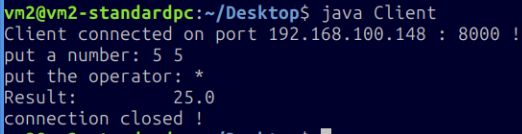 vm2@vm2-standardpc:~/Desktop$ java Client
Client connected on port 192.168.100.148 : 8000 !
put a number: 5 5
put the operator: *
Result:        25.0
connection closed !